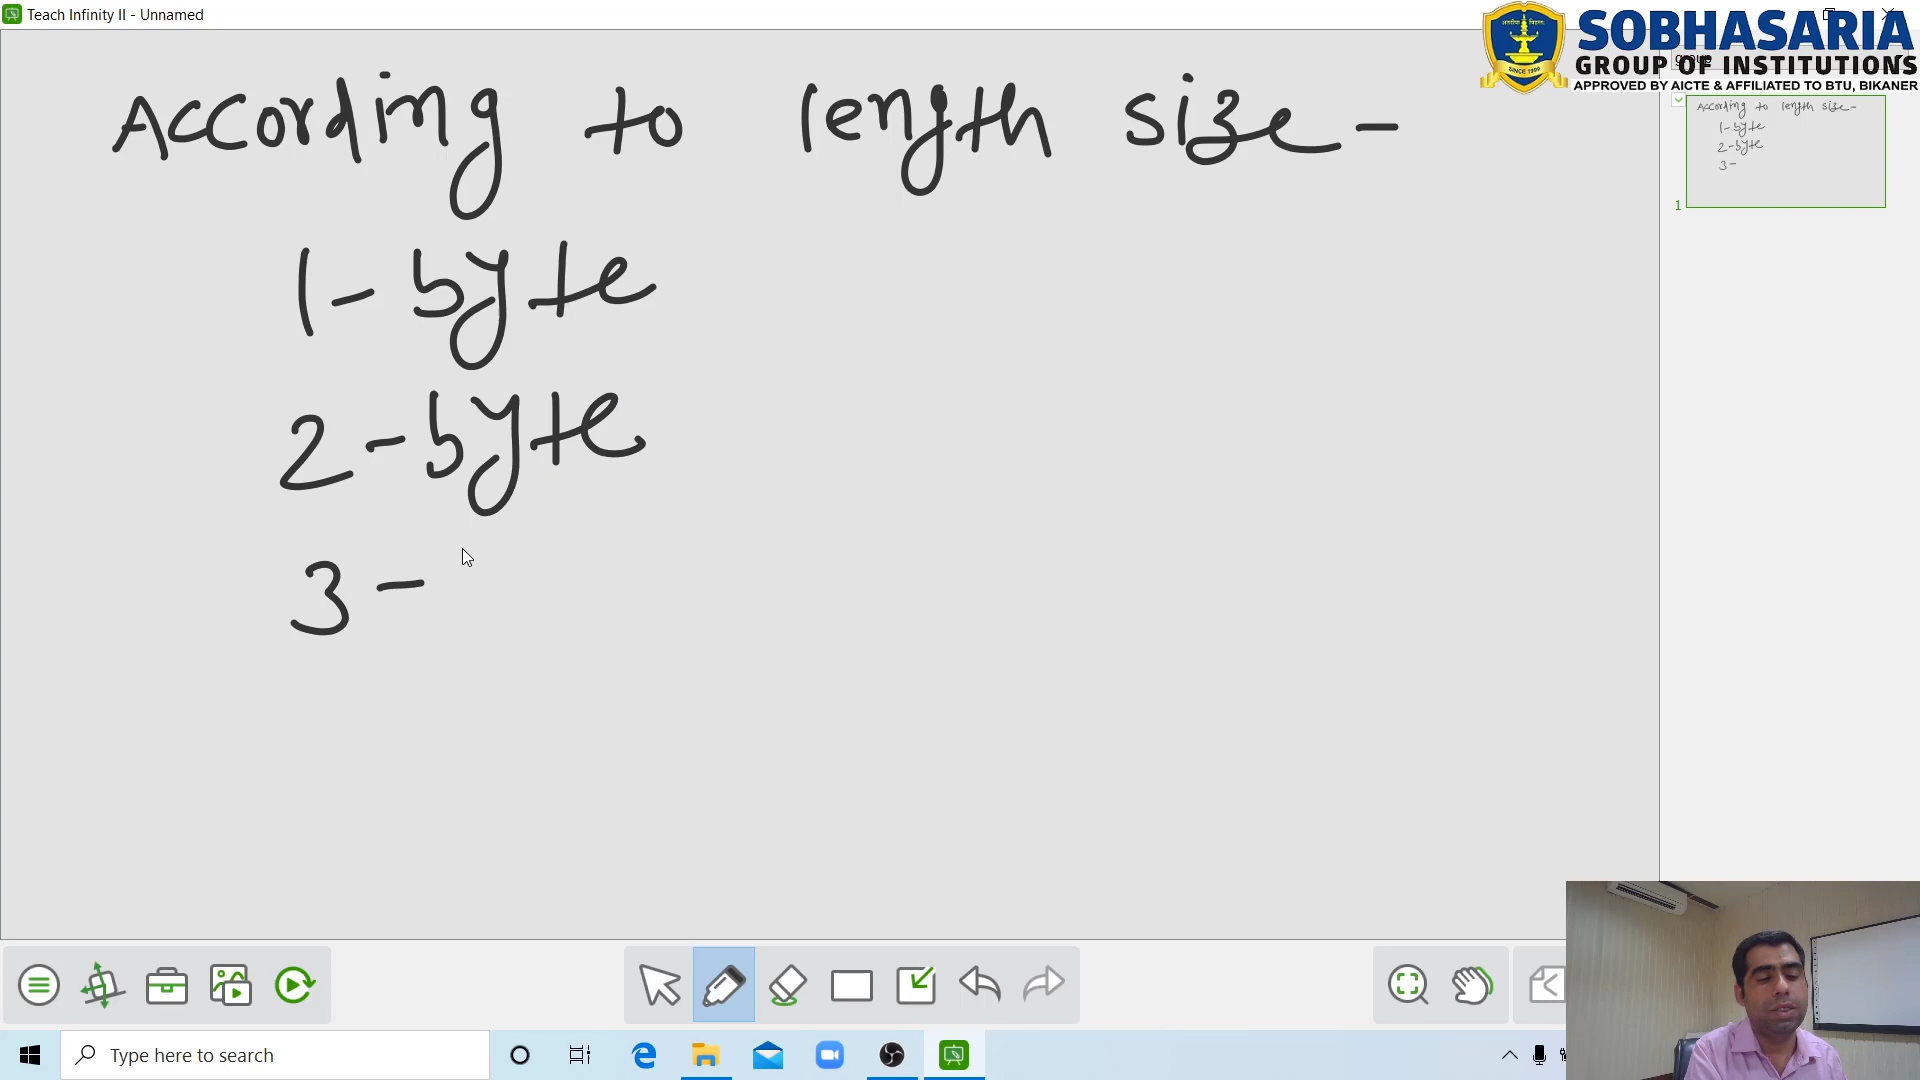 Teach Infinity II - Unnamed
SOBHASARIA
GROUP OF INSTITUTIONS
APPROVED BY AICTE & AFFILIATED TO BTU, BIKANER
SINCE 1999
According to length size -
1 - byte
2 - byte
3 -
According to length size -
1 - byte
2 - byte
3 -
1
Type here to search